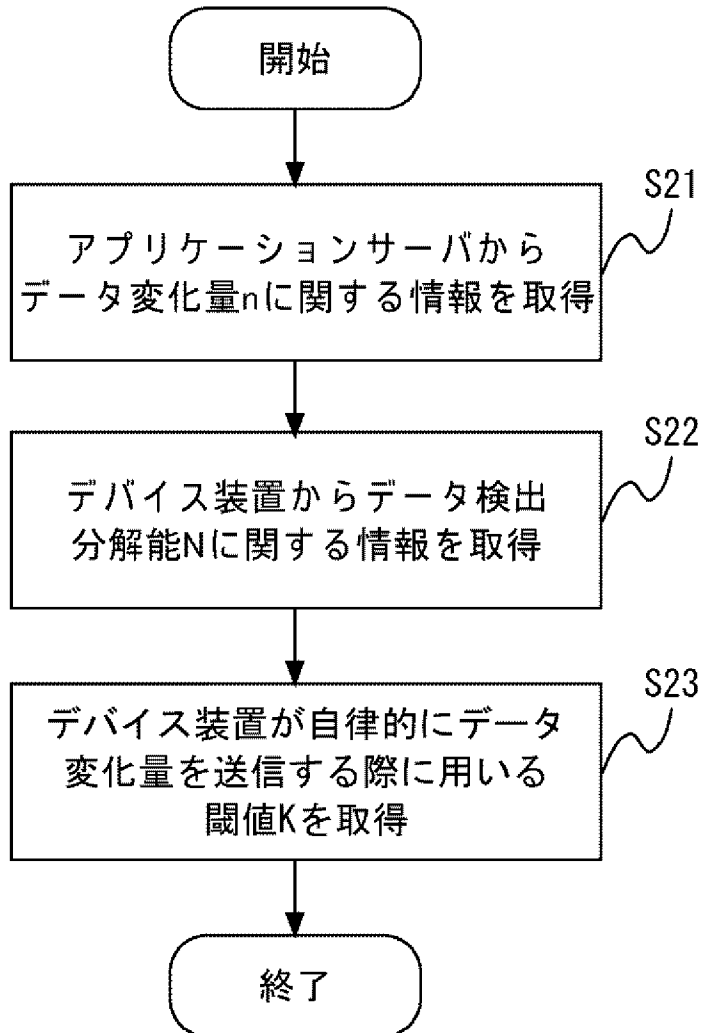 開始
S21
アプリケーションサーバから
データ変化量nに関する情報を取得
S22
デバイス装置からデータ検出
分解能Nに関する情報を取得
S23
デバイス装置が自律的にデータ
変化量を送信する際に用いる
閾値Kを取得
終了